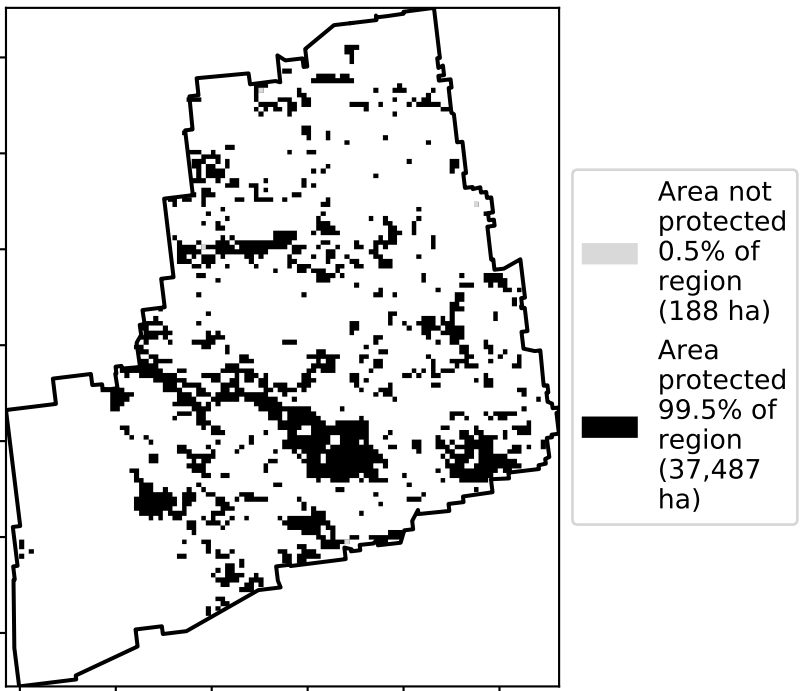 Area not
protected
0.5% of
region
(188 ha)
Area
protected
99.5% of
region
(37,487
ha)